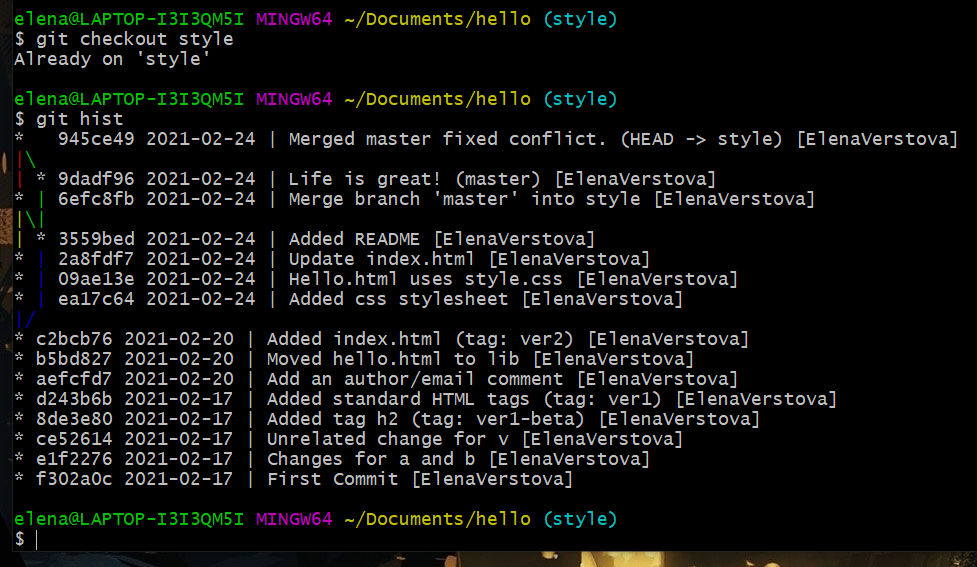 elena@LAPTOP-I3I3QM5I MINGW64 ~/Documents/hello (style)
$ git checkout style
Already on 'style'
elena@LAPTOP-I3I3QM5I MINGW64 ~/Documents/hello (style)
$ git hist
*   945ce49 2021-02-24 | Merged master fixed conflict. (HEAD -> style) [ElenaVerstova]
|\
| * 9dadf96 2021-02-24 | Life is great! (master) [ElenaVerstova]
* | 6efc8fb 2021-02-24 | Merge branch 'master' into style [ElenaVerstova]
|\|
| * 3559bed 2021-02-24 | Added README [ElenaVerstova]
* | 2a8fdf7 2021-02-24 | Update index.html [ElenaVerstova]
* | 09ae13e 2021-02-24 | Hello.html uses style.css [ElenaVerstova]
* | ea17c64 2021-02-24 | Added css stylesheet [ElenaVerstova]
|/
* c2bcb76 2021-02-20 | Added index.html (tag: ver2) [ElenaVerstova]
* b5bd827 2021-02-20 | Moved hello.html to lib [ElenaVerstova]
* aefcfd7 2021-02-20 | Add an author/email comment [ElenaVerstova]
* d243b6b 2021-02-17 | Added standard HTML tags (tag: ver1) [ElenaVerstova]
* 8de3e80 2021-02-17 | Added tag h2 (tag: ver1-beta) [ElenaVerstova]
* ce52614 2021-02-17 | Unrelated change for v [ElenaVerstova]
* e1f2276 2021-02-17 | Changes for a and b [ElenaVerstova]
* f302a0c 2021-02-17 | First Commit [ElenaVerstova]
elena@LAPTOP-I3I3QM5I MINGW64 ~/Documents/hello (style)
$